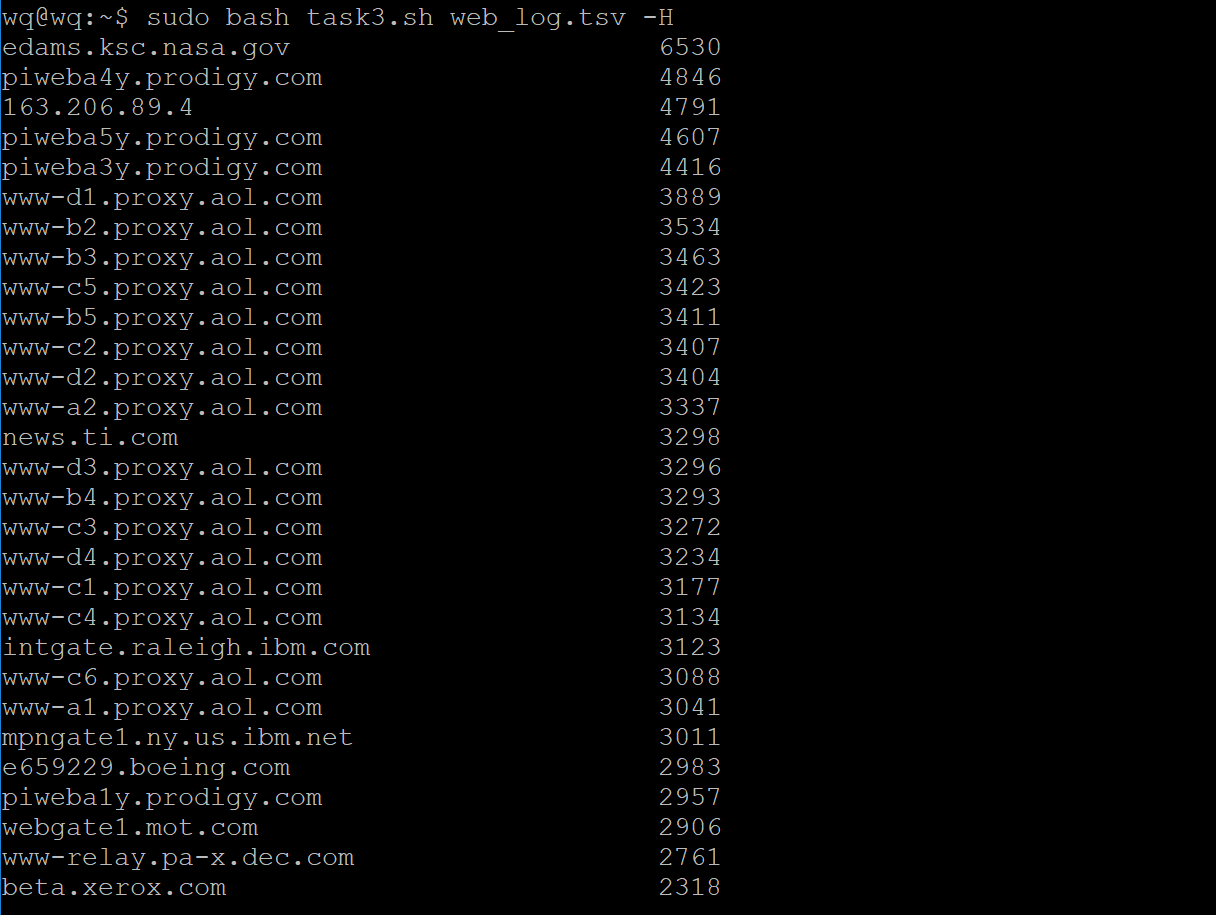 wq@wq:~$ sudo bash task3.sh web_log.tsv -H
edams.ksc.nasa.gov 6530
piweba4y.prodigy.com 4846
163.206.89.4 4791
piweba5y.prodigy.com 4607
piweba3y.prodigy.com 4416
www-d1.proxy.aol.com 3889
www-b2.proxy.aol.com 3534
www-b3.proxy.aol.com 3463
www-c5.proxy.aol.com 3423
www-b5.proxy.aol.com 3411
www-c2.proxy.aol.com 3407
www-d2.proxy.aol.com 3404
www-a2.proxy.aol.com 3337
news.ti.com 3298
www-d3.proxy.aol.com 3296
www-b4.proxy.aol.com 3293
www-c3.proxy.aol.com 3272
www-d4.proxy.aol.com 3234
www-c1.proxy.aol.com 3177
www-c4.proxy.aol.com 3134
intgate.raleigh.ibm.com 3123
www-c6.proxy.aol.com 3088
www-a1.proxy.aol.com 3041
mpngate1.ny.us.ibm.net 3011
e659229.boeing.com 2983
piweba1y.prodigy.com 2957
webgate1.mot.com 2906
www-relay.pa-x.dec.com 2761
beta.xerox.com 2318